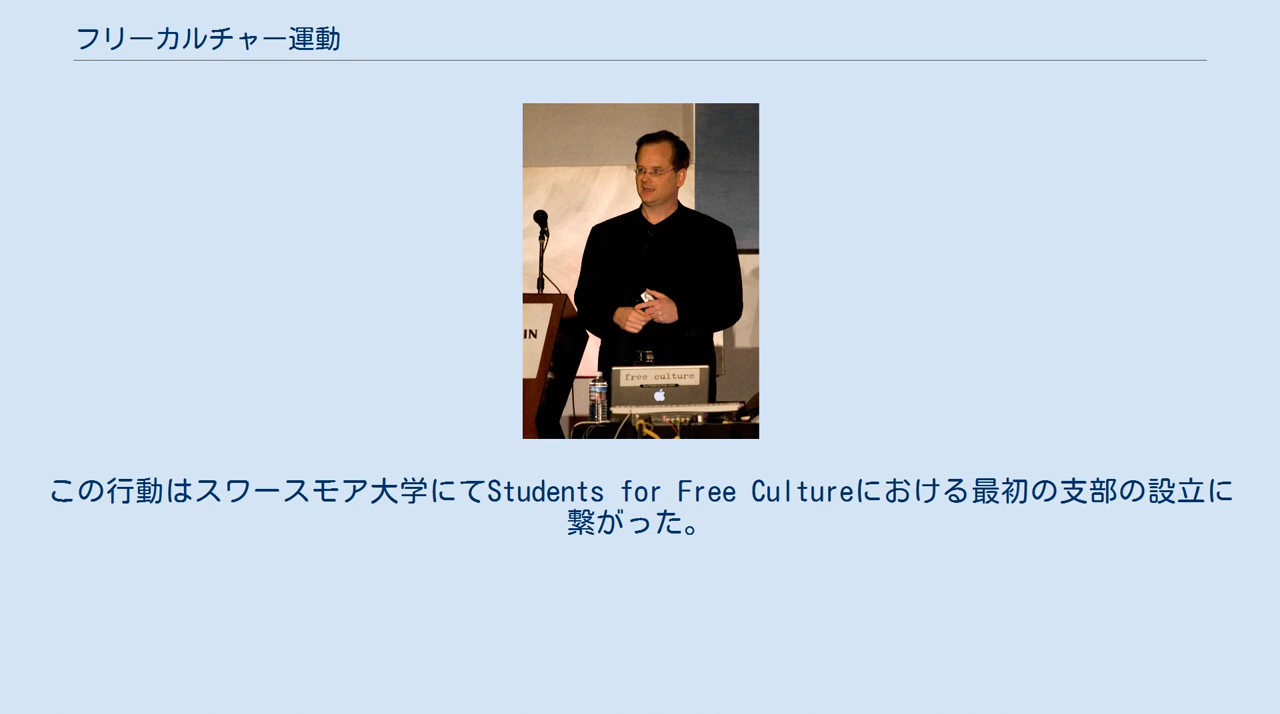 フリーカルチャー運動
IN
free culture
この行動はスワースモア大学にてStudents for Free Cultureにおける最初の支部の設立に
繋がった。